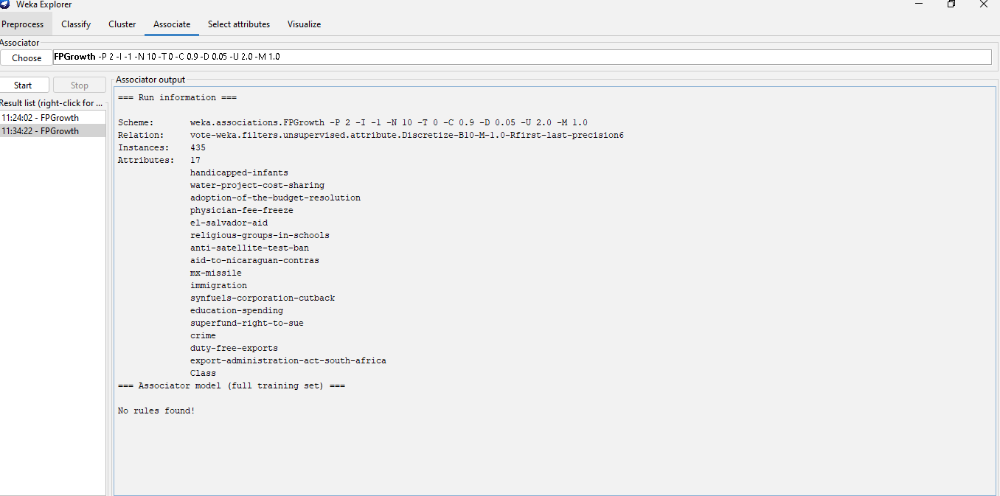 Weka Explorer
Preprocess Classify Cluster Associate Select attributes Visualize
Associator
Choose FPGrowth -P 2 -I -1 -N 10 -T 0 -C 0.9 -D 0.05 -U 2.0 -M 1.0
Start Stop
Result list (right-click for ...
11:24:02 - FPGrowth
11:34:22 - FPGrowth
Associator output
=== Run information ===
Scheme: weka.associations.FPGrowth -P 2 -I -1 -N 10 -T 0 -C 0.9 -D 0.05 -U 2.0 -M 1.0
Relation: vote-weka.filters.unsupervised.attribute.Discretize-B10-M-1.0-Rfirst-last-precision6
Instances: 435
Attributes: 17
handicapped-infants
water-project-cost-sharing
adoption-of-the-budget-resolution
physician-fee-freeze
el-salvador-aid
religious-groups-in-schools
anti-satellite-test-ban
aid-to-nicaraguan-contras
mx-missile
immigration
synfuels-corporation-cutback
education-spending
superfund-right-to-sue
crime
duty-free-exports
export-administration-act-south-africa
Class
=== Associator model (full training set) ===
No rules found!